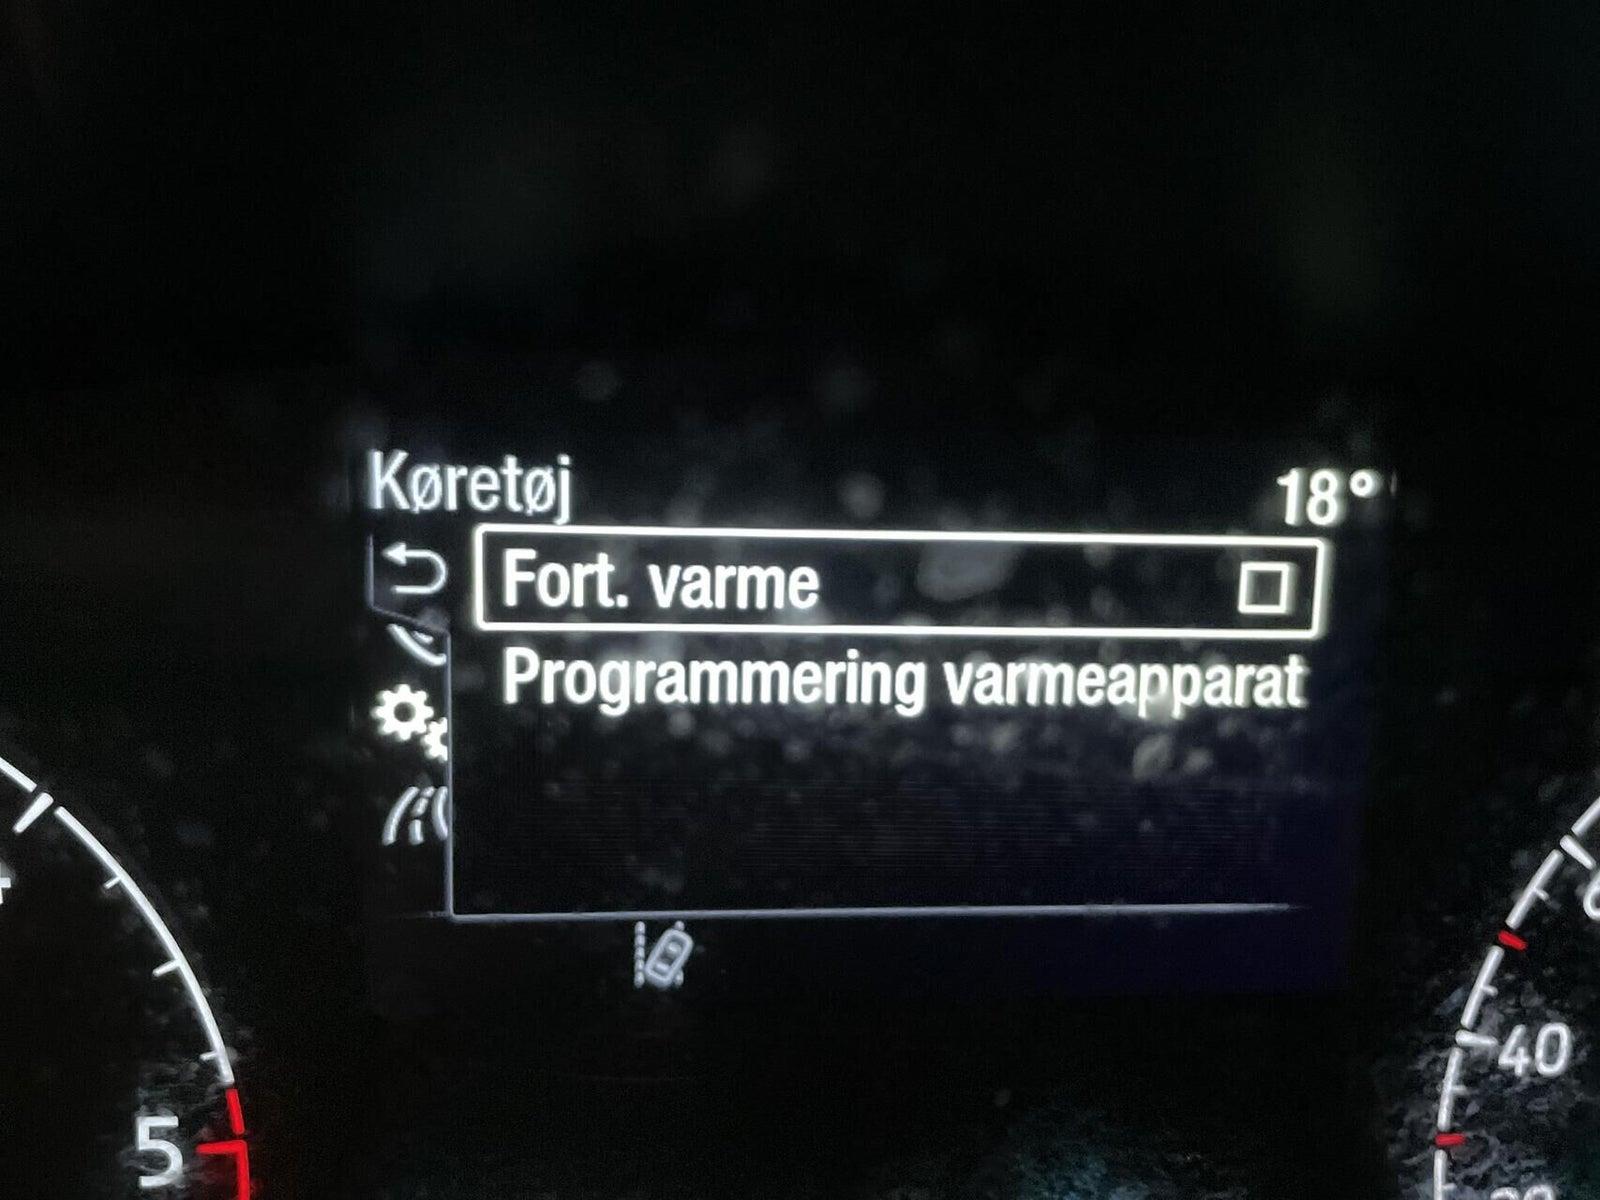 Køretøj
18°
Fort. varme
Programmering varmeapparat
5
40